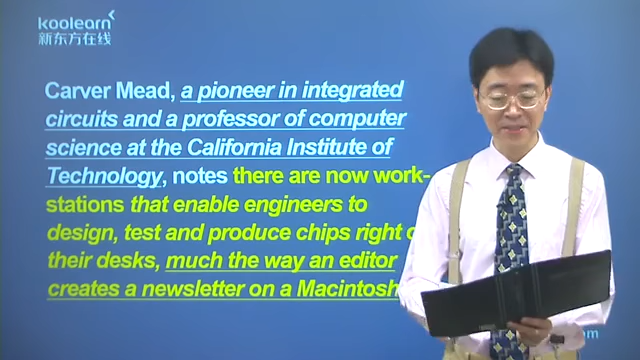 koolearn
新东方在线
Carver Mead, a pioneer in integrated
circuits and a professor of computer
science at the California Institute of
Technology, notes there are now work-
stations that enable engineers to
design, test and produce chips right
their desks, much the way an editor
creates a newsletter on a Macintosh